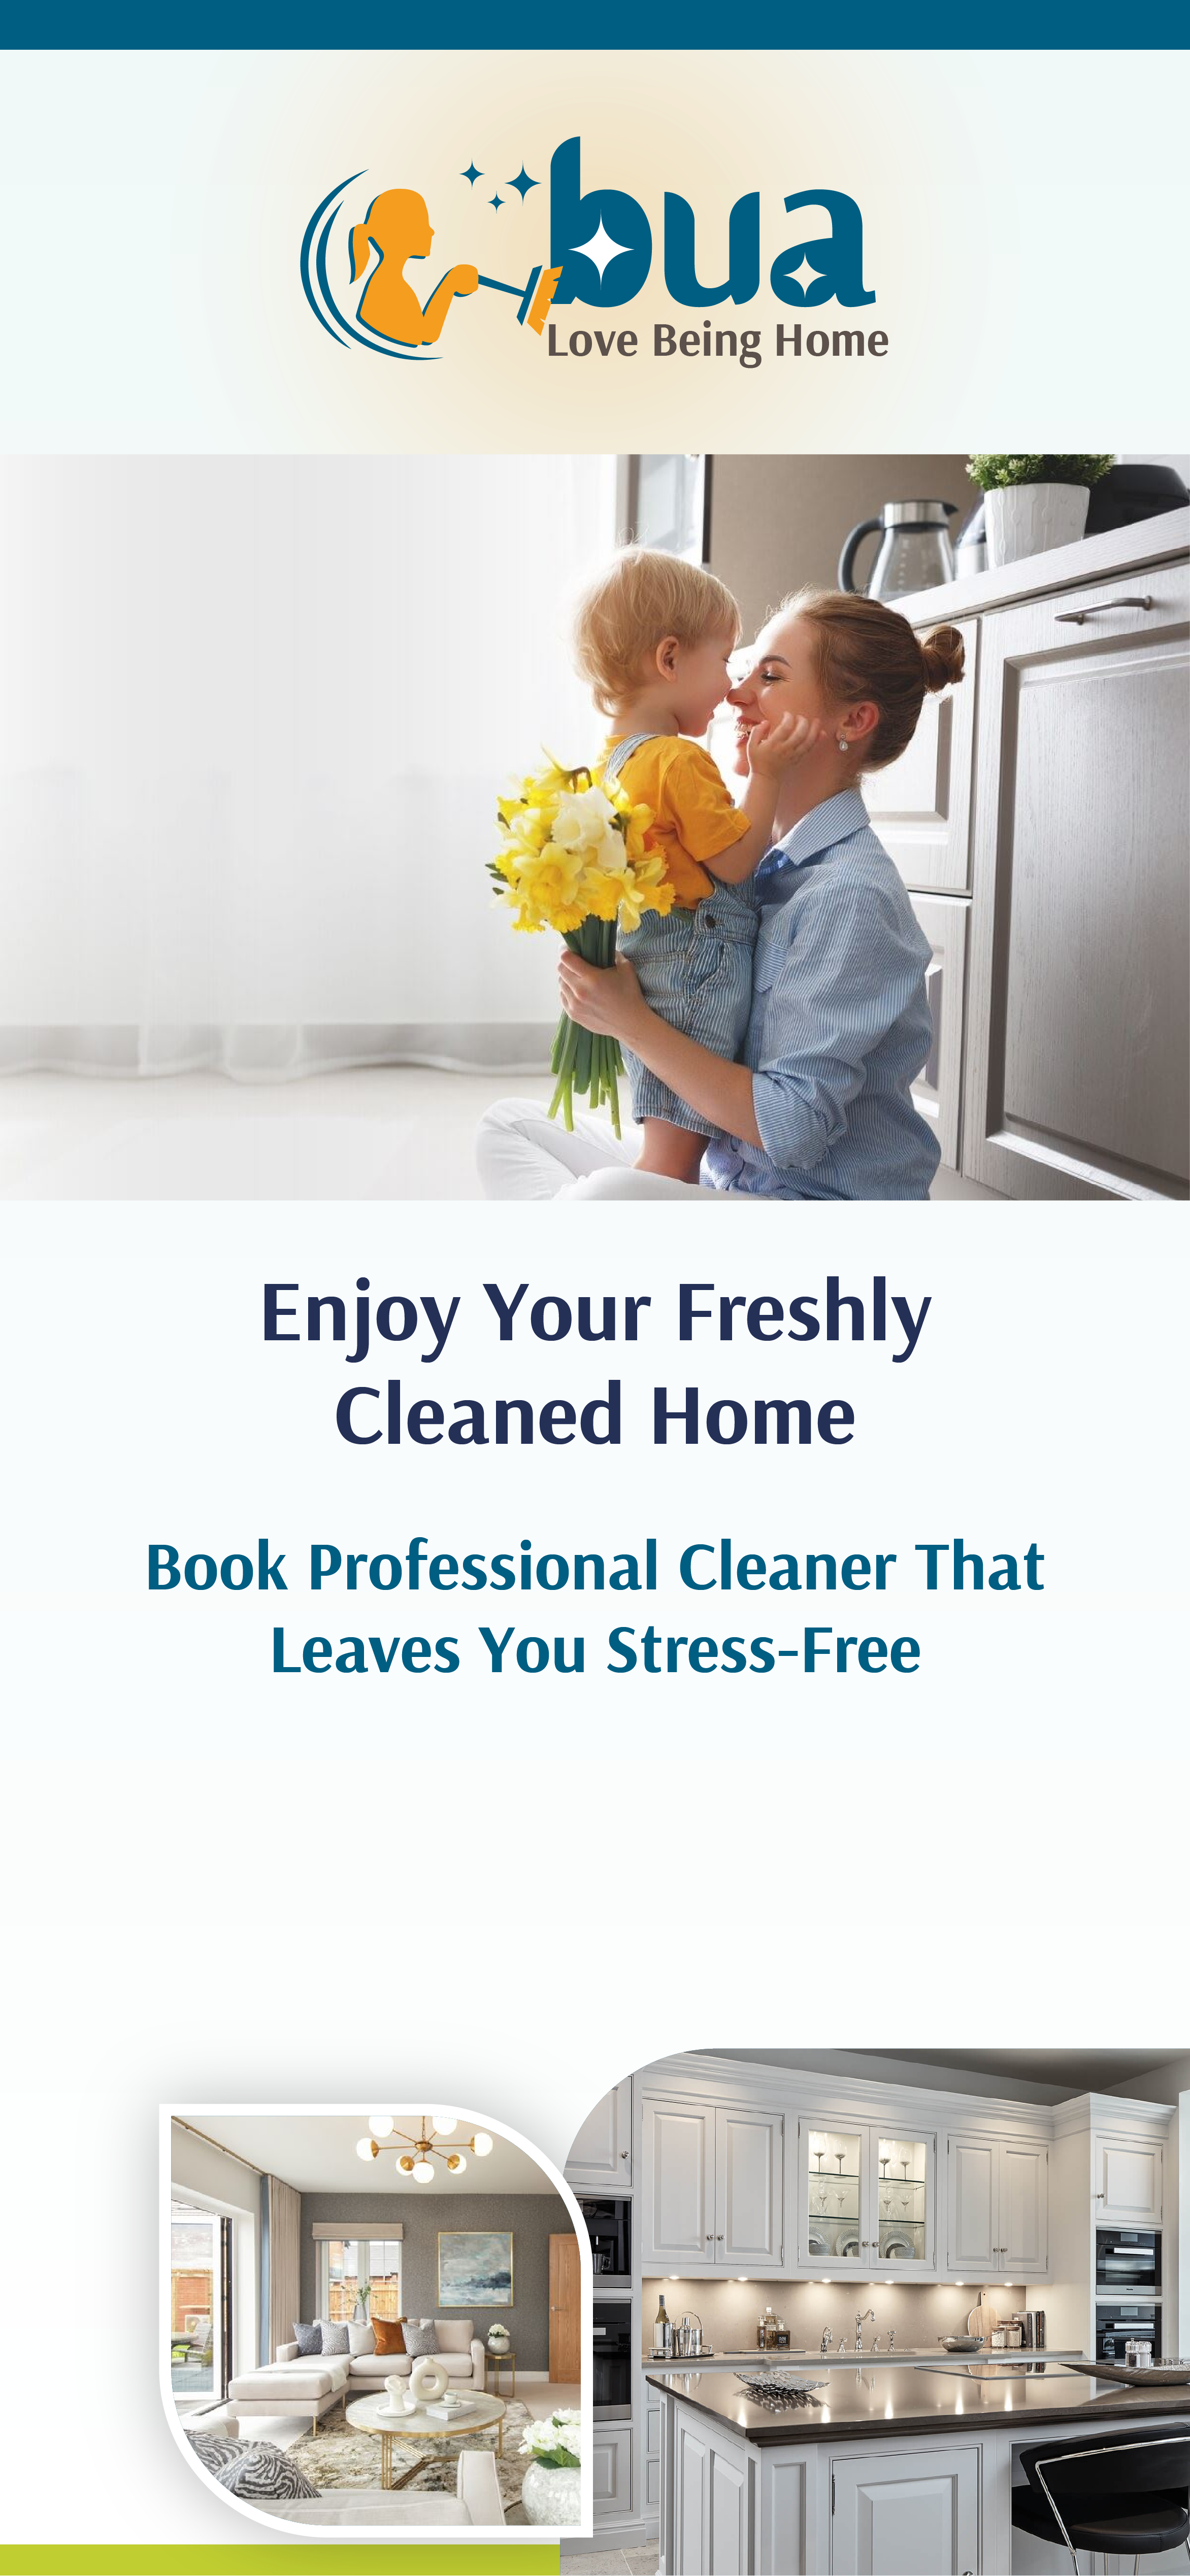 bua
Love Being Home
Enjoy Your Freshly
Cleaned Home
Book Professional Cleaner That
Leaves You Stress-Free